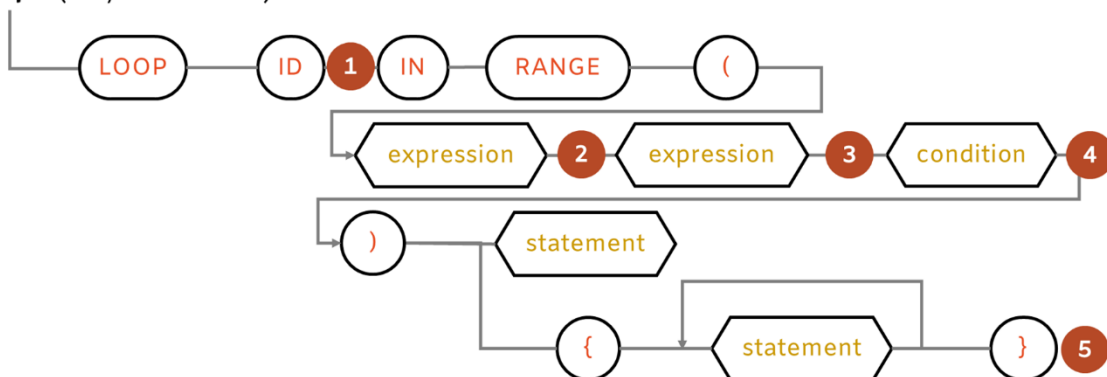 LOOP ID 1 IN RANGE (
expression 2 expression 3 condition 4
) statement
{ statement } 5